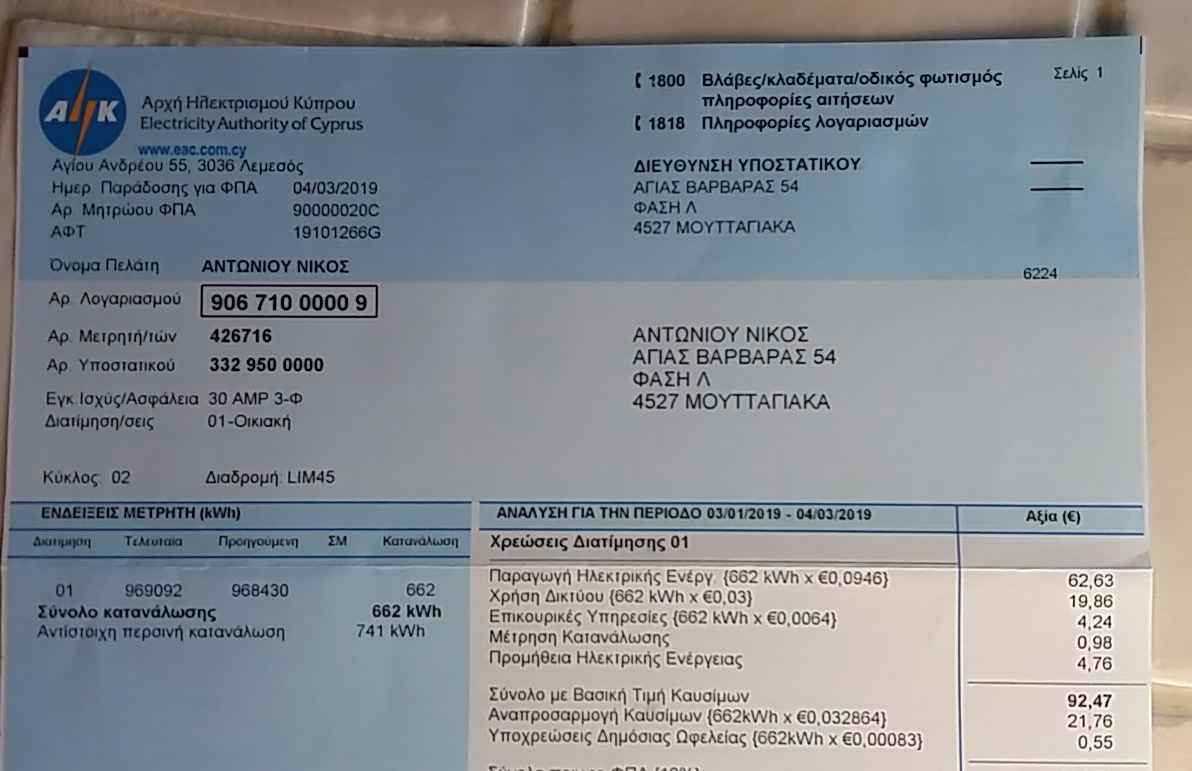 ΑΗΚ
Αρχή Ηλεκτρισμού Κύπρου
Electricity Authority of Cyprus
www.eac.com.cy
Αγίου Ανδρέου 55, 3036 Λεμεσός
Ημερ. Παράδοσης για ΦΠΑ 04/03/2019
Αρ. Μητρώου ΦΠΑ 90000020C
ΑΦΤ 19101266G
1800 Βλάβες/κλαδέματα/οδικός φωτισμός
πληροφορίες αιτήσεων
1818 Πληροφορίες λογαριασμών
Σελίς 1
ΔΙΕΥΘΥΝΣΗ ΥΠΟΣΤΑΤΙΚΟΥ
ΑΓΙΑΣ ΒΑΡΒΑΡΑΣ 54
ΦΑΣΗ Λ
4527 ΜΟΥΤΤΑΓΙΑΚΑ
6224
Όνομα Πελάτη ΑΝΤΩΝΙΟΥ ΝΙΚΟΣ
Αρ. Λογαριασμού 906 710 0000 9
Αρ. Μετρητή/τών 426716
Αρ. Υποστατικού 332 950 0000
Εγκ.Ισχύς/Ασφάλεια 30 AMP 3-Φ
Διατίμηση/σεις 01-Οικιακή
Κύκλος: 02 Διαδρομή: LIM45
ΑΝΤΩΝΙΟΥ ΝΙΚΟΣ
ΑΓΙΑΣ ΒΑΡΒΑΡΑΣ 54
ΦΑΣΗ Λ
4527 ΜΟΥΤΤΑΓΙΑΚΑ
ΕΝΔΕΙΞΕΙΣ ΜΕΤΡΗΤΗ (kWh)
Διατίμηση Τελευταία Προηγούμενη ΣΜ Κατανάλωση
01 969092 968430 662
Σύνολο κατανάλωσης 662 kWh
Αντίστοιχη περσινή κατανάλωση 741 kWh
ΑΝΑΛΥΣΗ ΓΙΑ ΤΗΝ ΠΕΡΙΟΔΟ 03/01/2019 - 04/03/2019 Αξία (€)
Χρεώσεις Διατίμησης 01
Παραγωγή Ηλεκτρικής Ενέργ. {662 kWh x €0,0946} 62,63
Χρήση Δικτύου {662 kWh x €0,03} 19,86
Επικουρικές Υπηρεσίες {662 kWh x €0,0064} 4,24
Μέτρηση Κατανάλωσης 0,98
Προμήθεια Ηλεκτρικής Ενέργειας 4,76
Σύνολο με Βασική Τιμή Καυσίμων 92,47
Αναπροσαρμογή Καυσίμων {662kWh x €0,032864} 21,76
Υποχρεώσεις Δημόσιας Ωφελείας {662kWh x €0,00083} 0,55